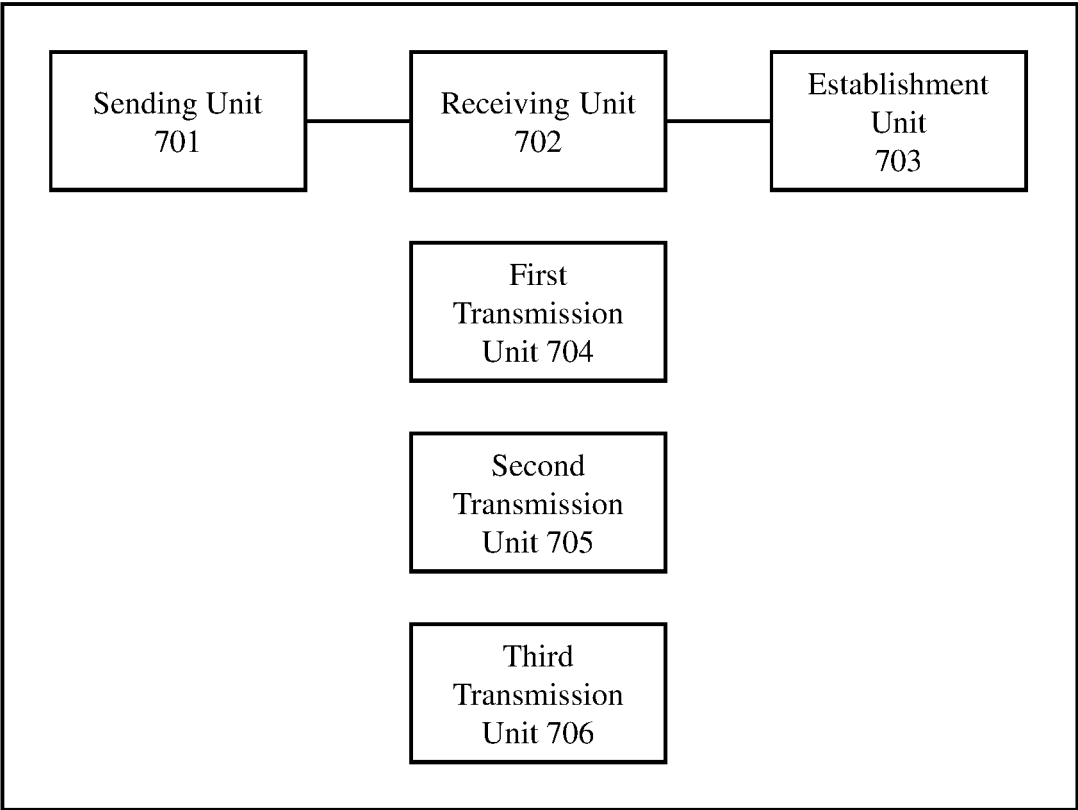 Sending Unit
701
Receiving Unit
702
Establishment
Unit
703
First
Transmission
Unit 704
Second
Transmission
Unit 705
Third
Transmission
Unit 706